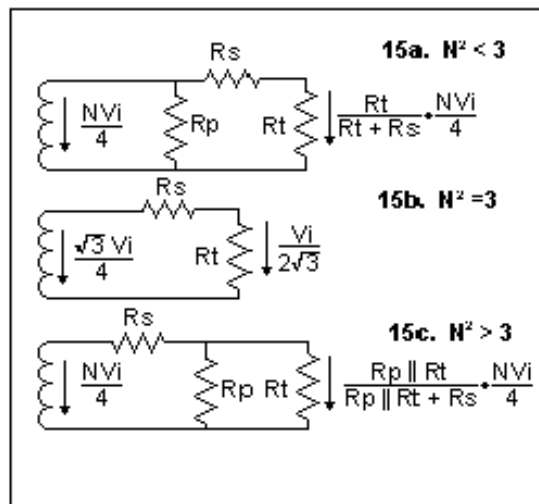 Rs
15a. N² < 3
NVi
4
Rp
Rt
Rt
Rt + Rs
•
NVi
4
Rs
15b. N² =3
√3 Vi
4
Rt
Vi
2√3
Rs
15c. N² > 3
NVi
4
Rp
Rt
Rp || Rt
Rp || Rt + Rs
•
NVi
4